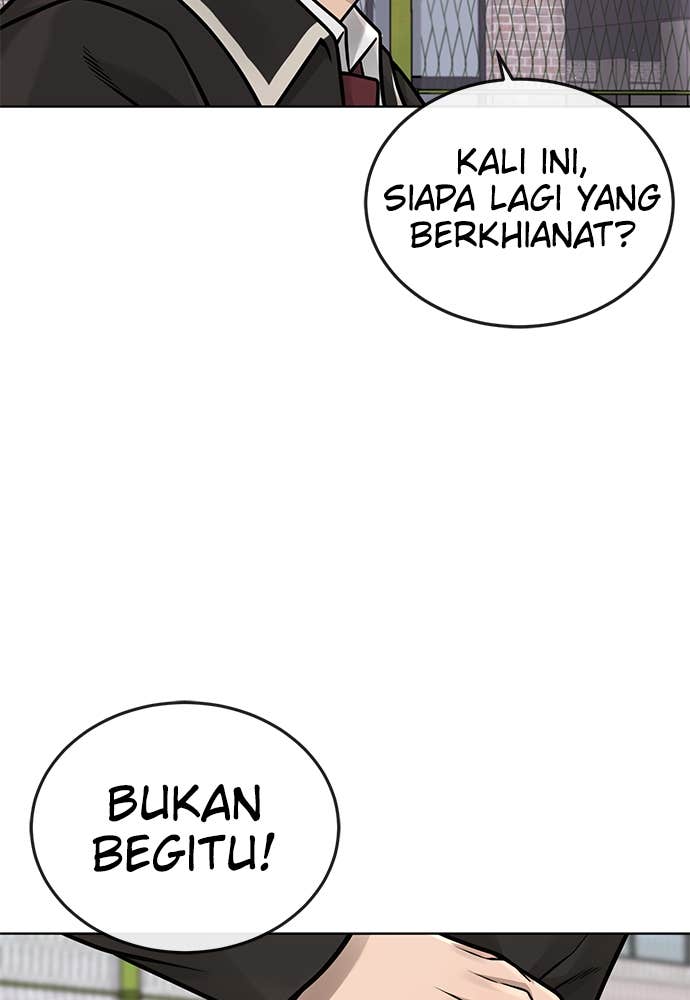 KALI INI,
SIAPA LAGI YANG
BERKHIANAT?
BUKAN
BEGITU!